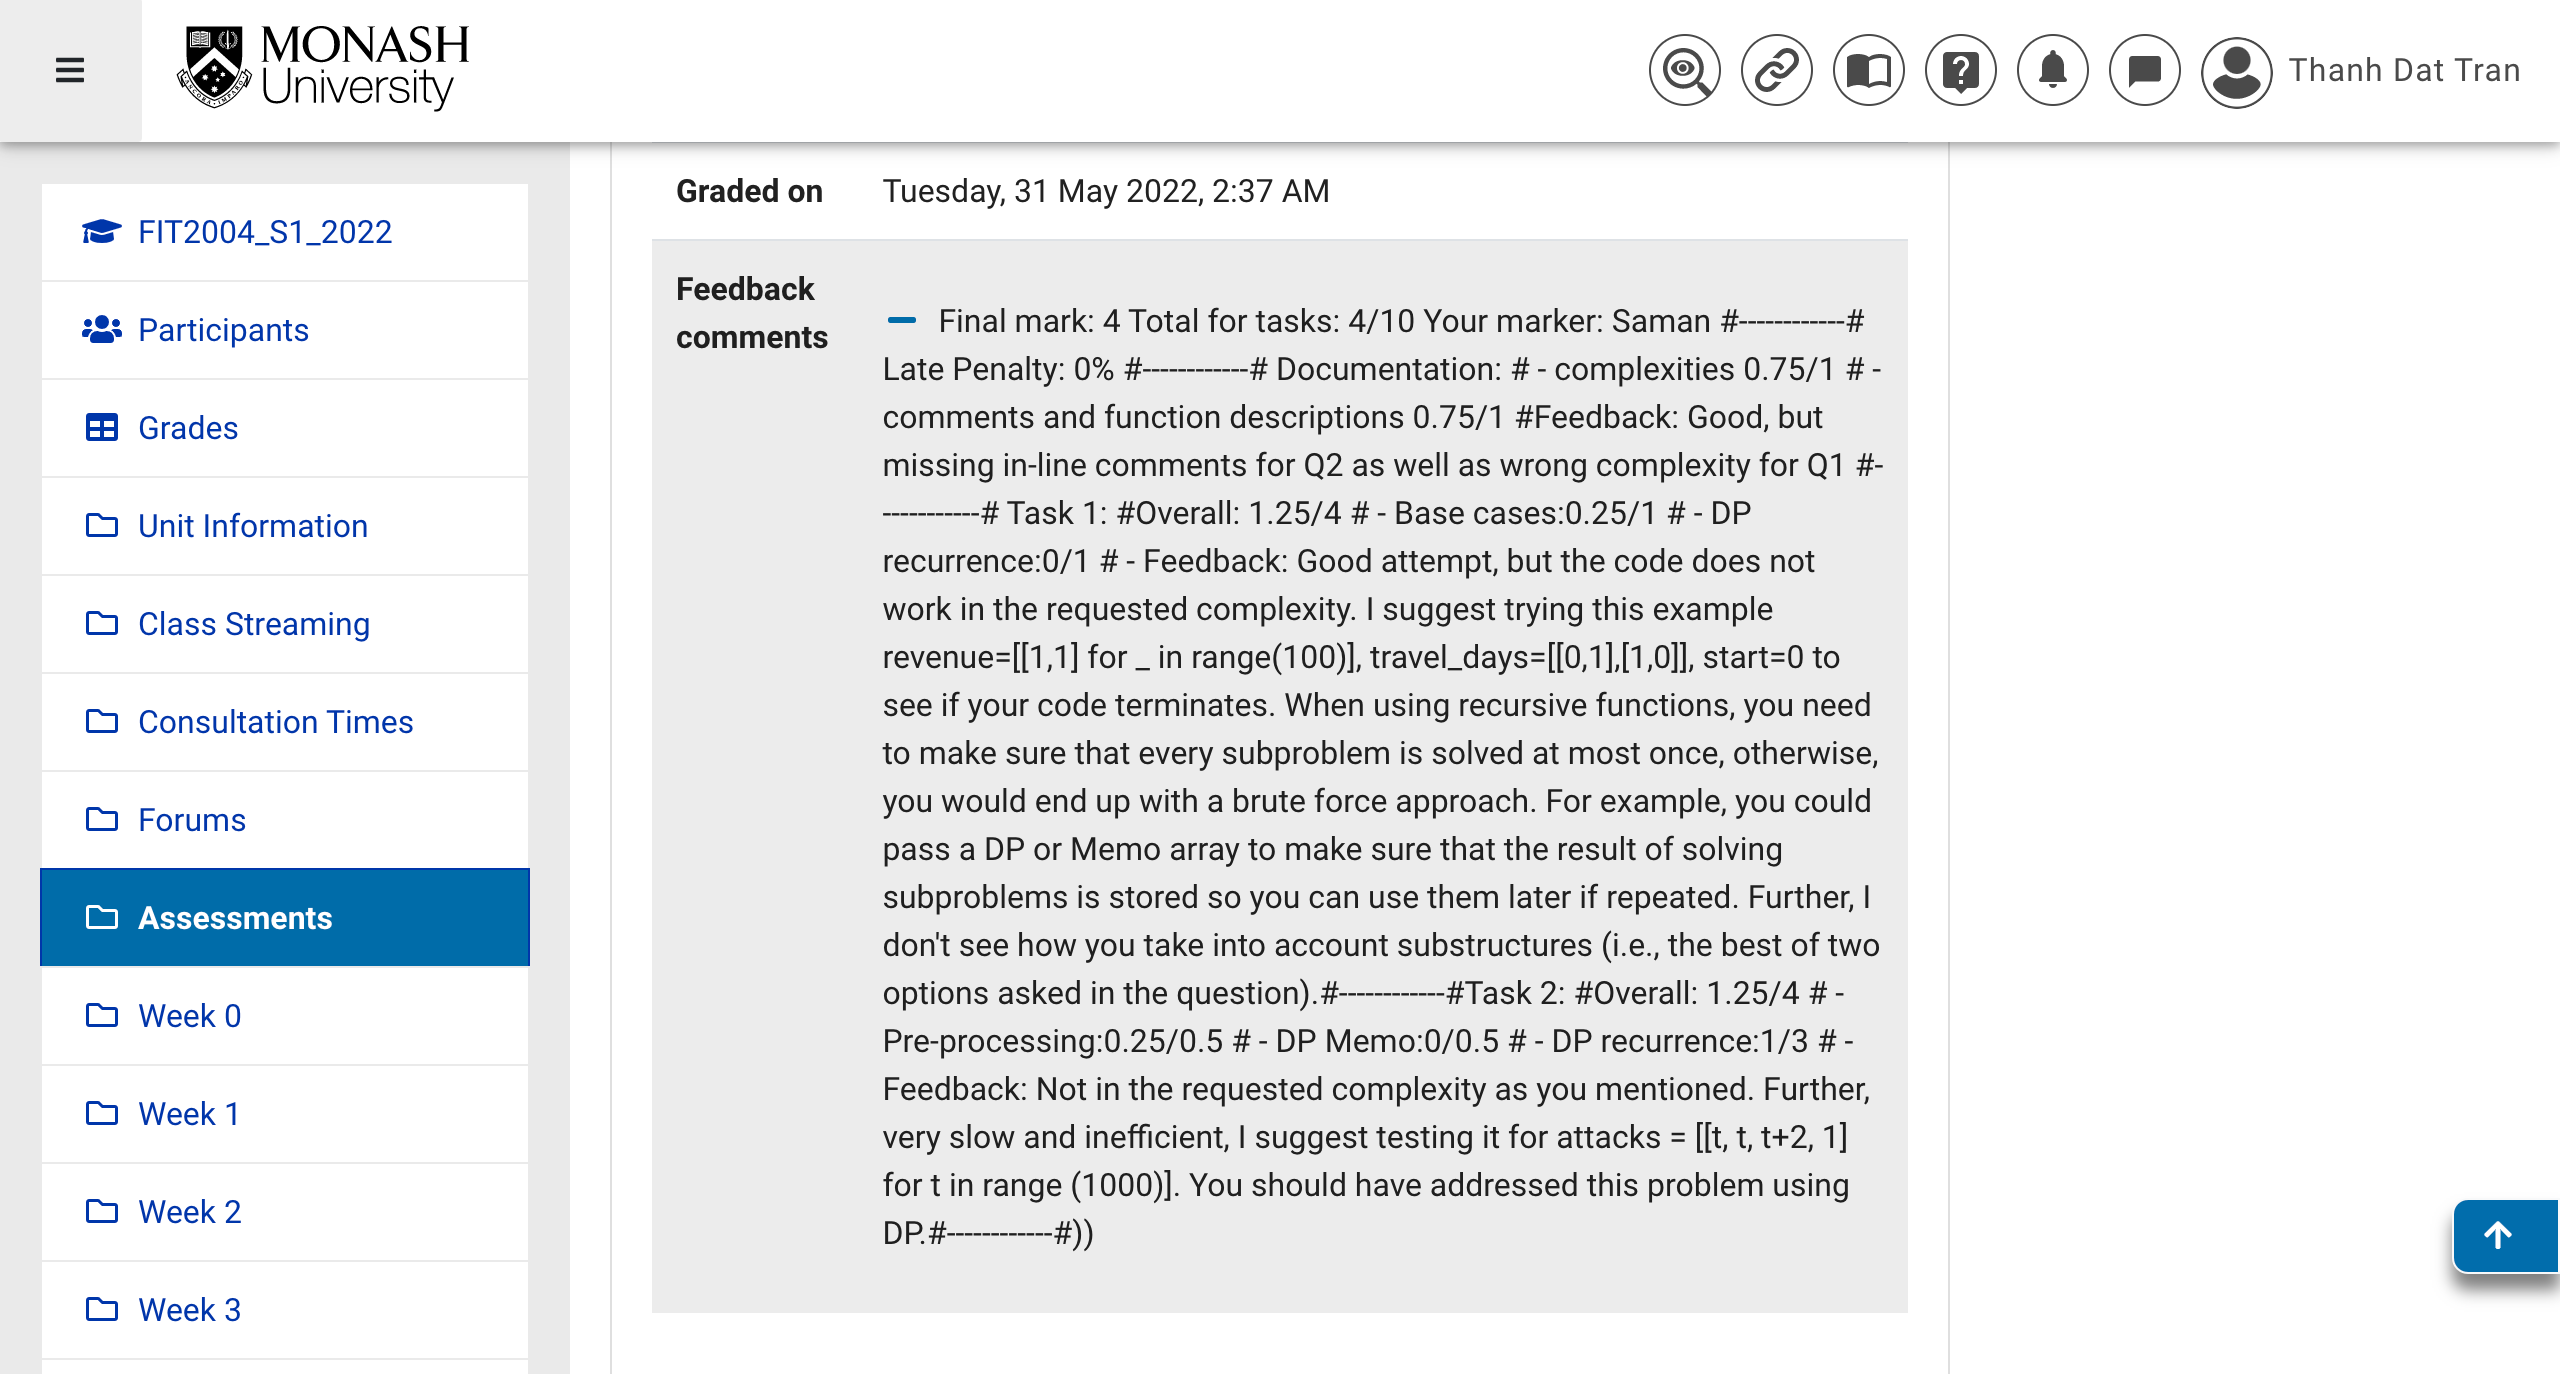 MONASH
University
Thanh Dat Tran
FIT2004_S1_2022
Participants
Grades
Unit Information
Class Streaming
Consultation Times
Forums
Assessments
Week 0
Week 1
Week 2
Week 3
Graded on
Tuesday, 31 May 2022, 2:37 AM
Feedback
comments
Final mark: 4 Total for tasks: 4/10 Your marker: Saman #------------#
Late Penalty: 0% #------------# Documentation: # - complexities 0.75/1 # -
comments and function descriptions 0.75/1 #Feedback: Good, but
missing in-line comments for Q2 as well as wrong complexity for Q1 #-
-----------# Task 1: #Overall: 1.25/4 # - Base cases:0.25/1 # - DP
recurrence:0/1 # - Feedback: Good attempt, but the code does not
work in the requested complexity. I suggest trying this example
revenue=[[1,1] for _ in range(100)], travel_days=[[0,1],[1,0]], start=0 to
see if your code terminates. When using recursive functions, you need
to make sure that every subproblem is solved at most once, otherwise,
you would end up with a brute force approach. For example, you could
pass a DP or Memo array to make sure that the result of solving
subproblems is stored so you can use them later if repeated. Further, I
don't see how you take into account substructures (i.e., the best of two
options asked in the question).#------------#Task 2: #Overall: 1.25/4 # -
Pre-processing:0.25/0.5 # - DP Memo:0/0.5 # - DP recurrence:1/3 # -
Feedback: Not in the requested complexity as you mentioned. Further,
very slow and inefficient, I suggest testing it for attacks = [[t, t, t+2, 1]
for t in range (1000)]. You should have addressed this problem using
DP.#------------#))